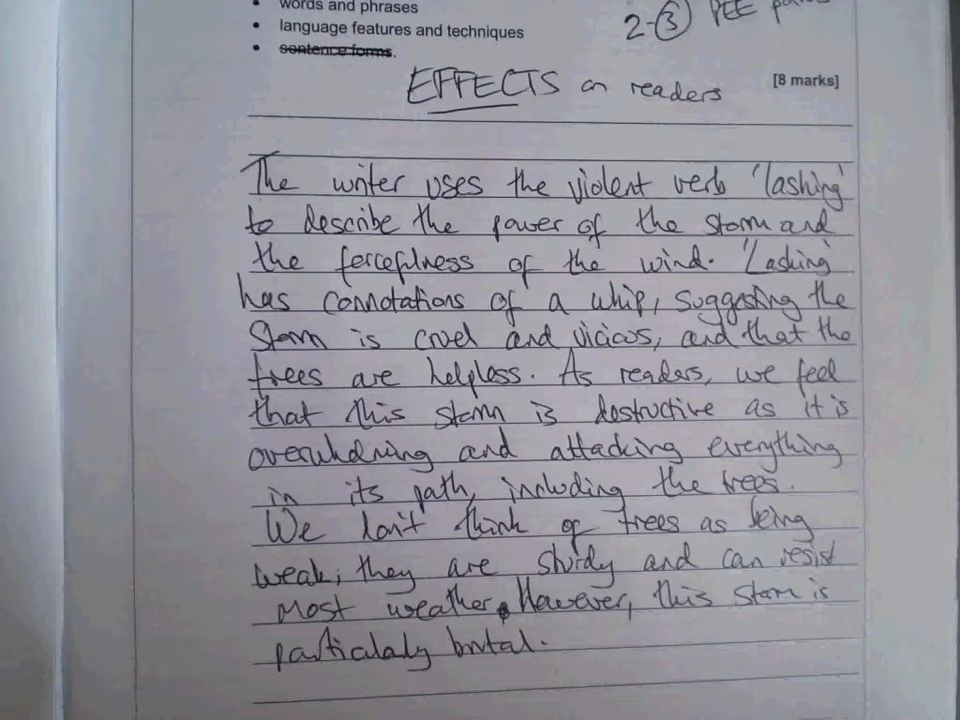 • words and phrases
• language features and techniques
• sentence forms.
2-3 PEE
EFFECTS on readers
[8 marks]
The writer uses the violent verb 'lashing'
to describe the power of the storm and
the forcefulness of the wind. 'Lashing'
has connotations of a whip, suggesting the
storm is cruel and vicious, and that the
trees are helpless. As readers, we feel
that this storm is destructive as it is
overwhelming and attacking everything
in its path, including the trees.
We don't think of trees as being
weak; they are sturdy and can resist
most weather. However, this storm is
particularly brutal.